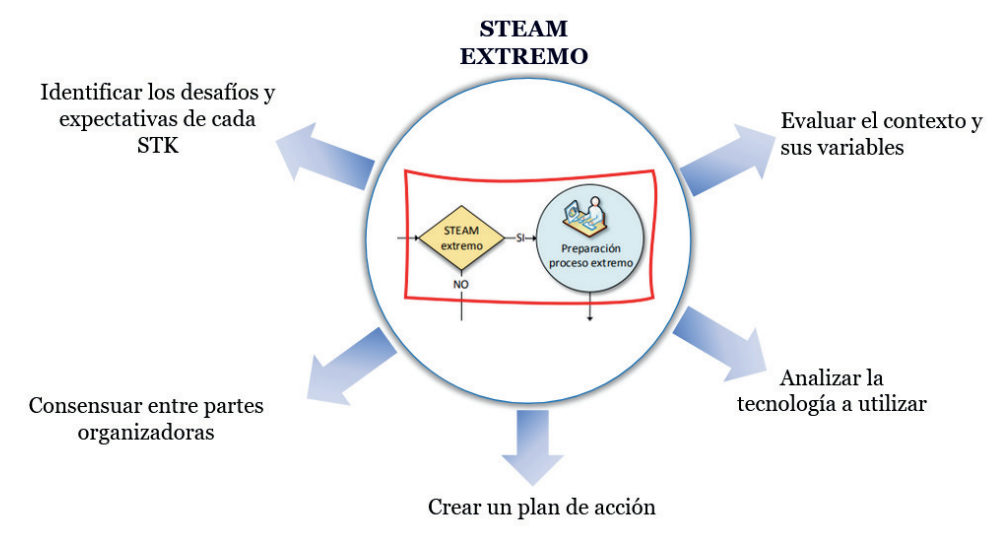 STEAM
EXTREMO
Identificar los desafíos y
expectativas de cada
STK
Evaluar el contexto y
sus variables
STEAM
extremo
SI
Preparación
proceso extremo
NO
Analizar la
tecnología a utilizar
Consensuar entre partes
organizadoras
Crear un plan de acción